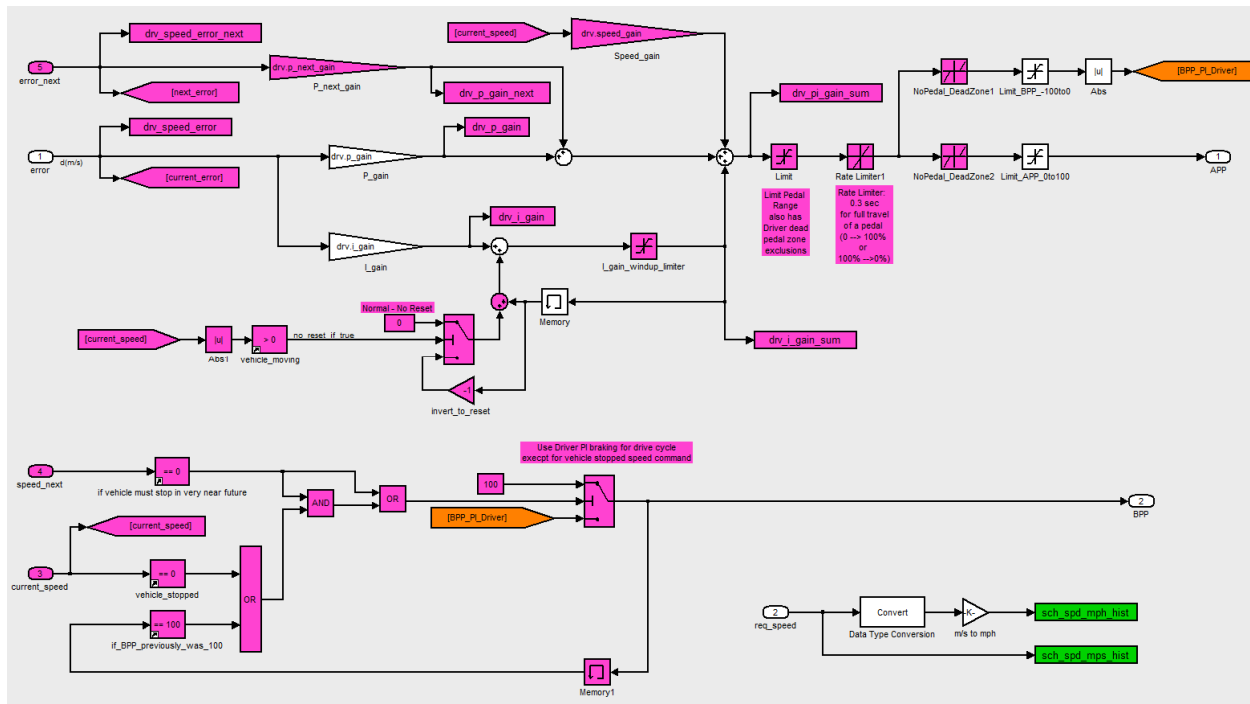 drv_speed_error_next
5
error_next
[next_error]
drv.p_next_gain
P_next_gain
drv_p_gain_next
[current_speed]
drv.speed_gain
Speed_gain
drv_speed_error
1
error
d(m/s)
[current_error]
drv.p_gain
P_gain
drv_p_gain
drv.i_gain
I_gain
drv_i_gain
I_gain_windup_limiter
drv_pi_gain_sum
Limit
Limit Pedal
Range
also has
Driver dead
pedal zone
exclusions
Rate Limiter1
Rate Limiter:
0.3 sec
for full travel
of a pedal
(0 --> 100%
or
100% -->0%)
NoPedal_DeadZone1
Limit_BPP_-100to0
|u|
Abs
[BPP_PI_Driver]
NoPedal_DeadZone2
Limit_APP_0to100
1
APP
Normal - No Reset
0
Memory
[current_speed]
|u|
Abs1
> 0
vehicle_moving
no_reset_if_true
-1
invert_to_reset
drv_i_gain_sum
Use Driver PI braking for drive cycle
execpt for vehicle stopped speed command
4
speed_next
== 0
if vehicle must stop in very near future
AND
OR
100
[BPP_PI_Driver]
2
BPP
[current_speed]
3
current_speed
== 0
vehicle_stopped
OR
== 100
if_BPP_previously_was_100
Memory1
2
req_speed
Convert
Data Type Conversion
-K-
m/s to mph
sch_spd_mph_hist
sch_spd_mps_hist